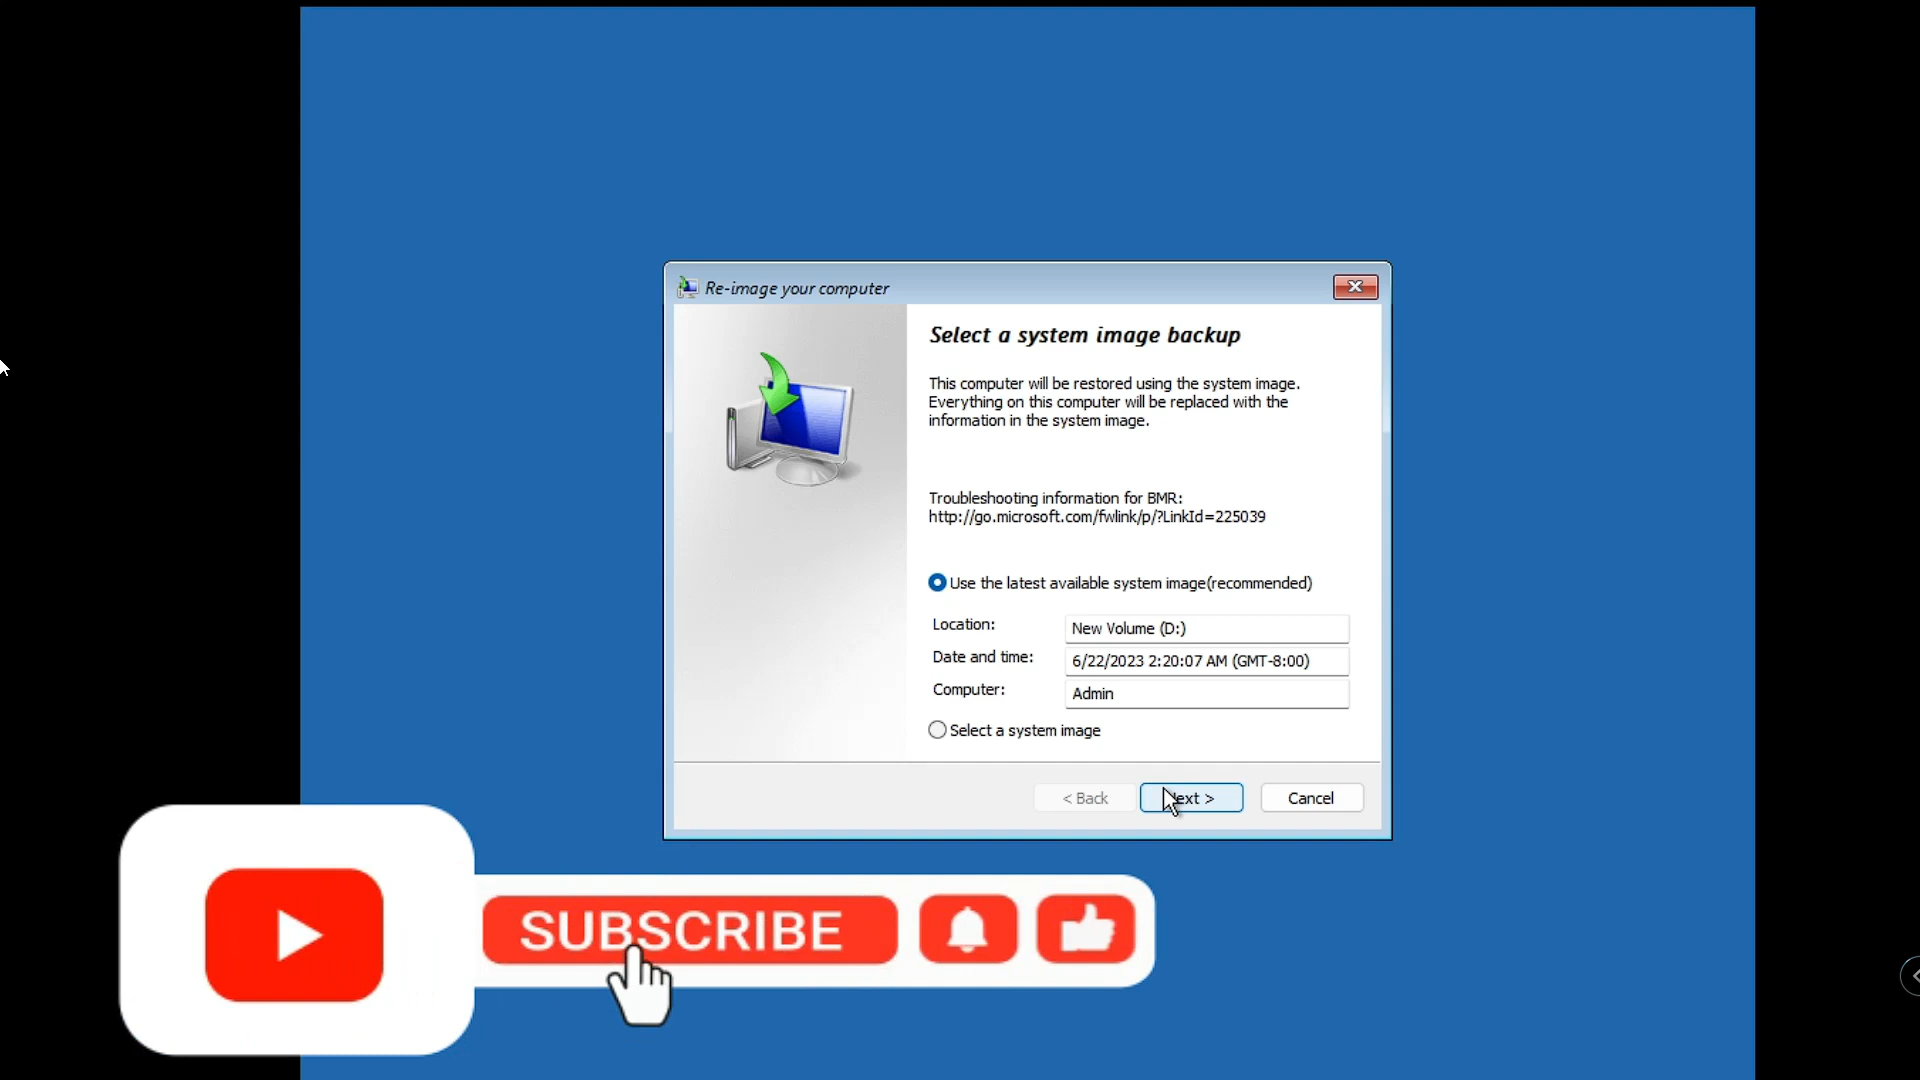 Re-image your computer
Select a system image backup
This computer will be restored using the system image.
Everything on this computer will be replaced with the
information in the system image.
Troubleshooting information for BMR:
http://go.microsoft.com/fwlink/p/?LinkId=225039
Use the latest available system image(recommended)
Location: New Volume (D:)
Date and time: 6/22/2023 2:20:07 AM (GMT-8:00)
Computer: Admin
Select a system image
< Back ext > Cancel
SUBSCRIBE